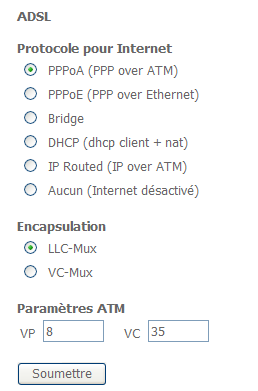 ADSL
Protocole pour Internet
PPPoA (PPP over ATM)
PPPoE (PPP over Ethernet)
Bridge
DHCP (dhcp client + nat)
IP Routed (IP over ATM)
Aucun (Internet désactivé)
Encapsulation
LLC-Mux
VC-Mux
Paramètres ATM
VP 8 VC 35
Soumettre